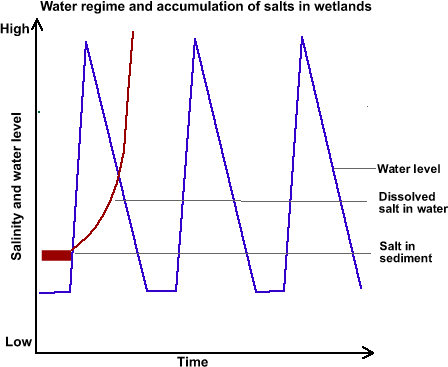 Water regime and accumulation of salts in wetlands
High
Salinity and water level
Water level
Dissolved
salt in water
Salt in
sediment
Low
Time